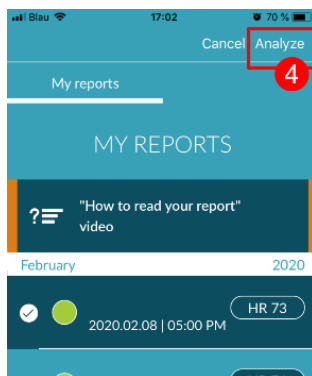 Blau 17:02 70 %
Cancel Analyze
4
My reports
MY REPORTS
?
"How to read your report"
video
February 2020
HR 73
2020.02.08 | 05:00 PM